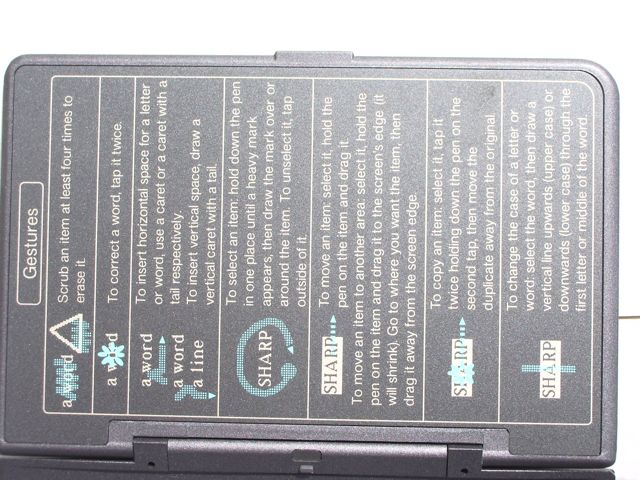 Gestures
a word
Scrub an item at least four times to
erase it.
a word
To correct a word, tap it twice.
a word
a word
a line
To insert horizontal space for a letter
or word, use a caret or a caret with a
tail respectively.
To insert vertical space, draw a
vertical caret with a tail.
SHARP
To select an item: hold down the pen
in one place until a heavy mark
appears, then draw the mark over or
around the item. To unselect it, tap
outside of it.
SHARP
To move an item: select it, hold the
pen on the item and drag it.
To move an item to another area: select it, hold the
pen on the item and drag it to the screen's edge (it
will shrink). Go to where you want the item, then
drag it away from the screen edge.
SHARP
To copy an item: select it, tap it
twice holding down the pen on the
second tap, then move the
duplicate away from the original.
SHARP
To change the case of a letter or
word: select the word, then draw a
vertical line upwards (upper case) or
downwards (lower case) through the
first letter or middle of the word.